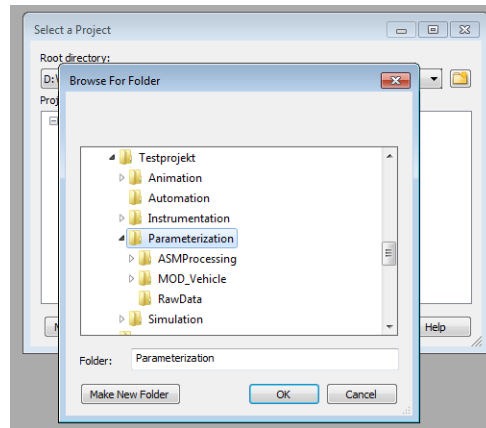 Select a Project
Root directory:
D:\
Browse For Folder
Proj
Testprojekt
Animation
Automation
Instrumentation
Parameterization
ASMProcessing
MOD_Vehicle
RawData
Simulation
Help
Folder: Parameterization
Make New Folder OK Cancel